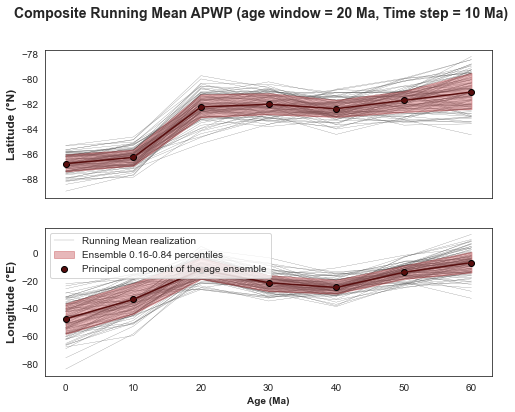 Composite Running Mean APWP (age window = 20 Ma, Time step = 10 Ma)
−78
−80
−82
−84
−86
−88
Latitude (°N)
Running Mean realization
Ensemble 0.16-0.84 percentiles
Principal component of the age ensemble
0
−20
−40
−60
−80
Longitude (°E)
0 10 20 30 40 50 60
Age (Ma)